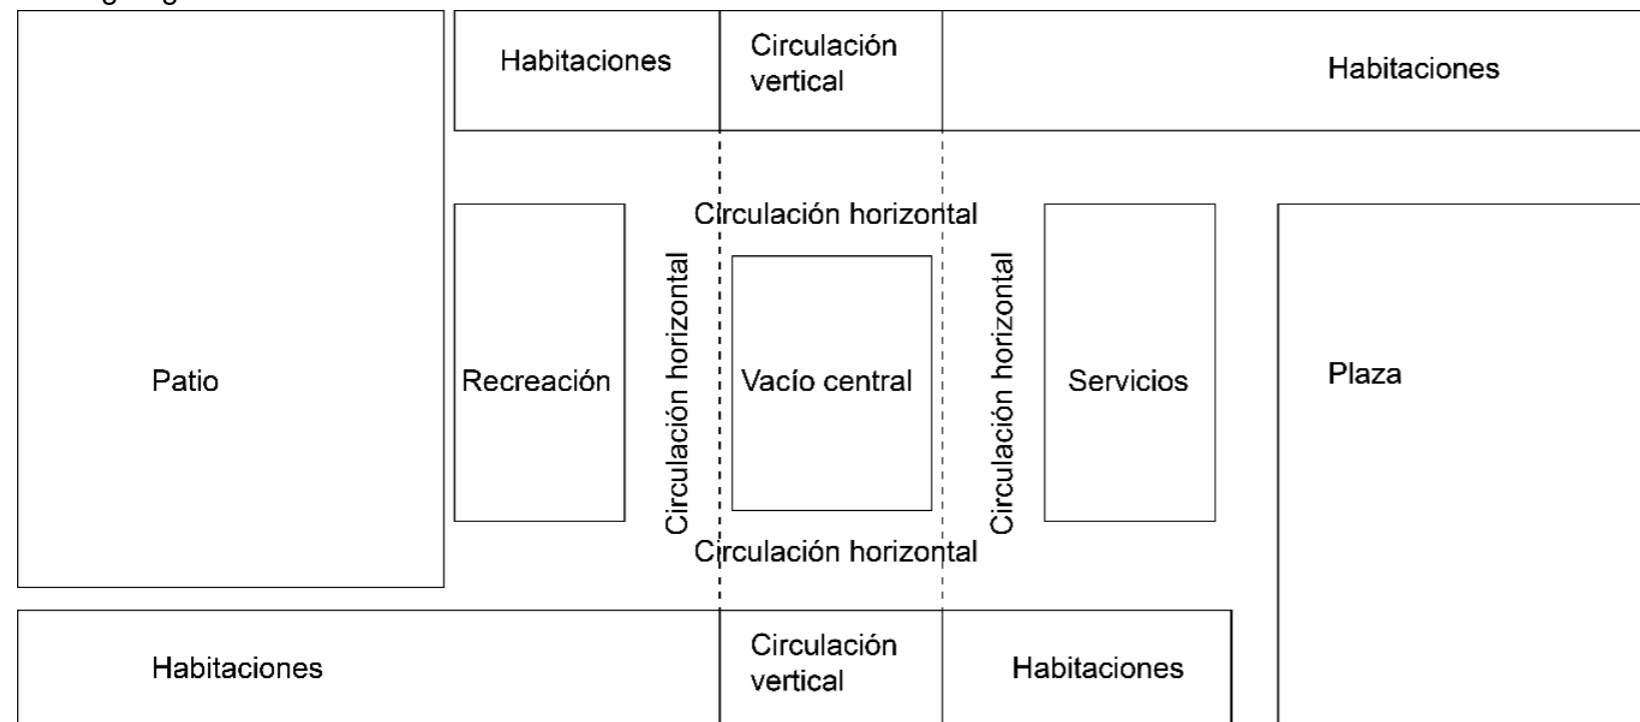 Habitaciones
Circulación
vertical
Habitaciones
Circulación horizontal
Circulación horizontal
Circulación horizontal
Patio
Recreación
Vacío central
Servicios
Plaza
Circulación horizontal
Habitaciones
Circulación
vertical
Habitaciones